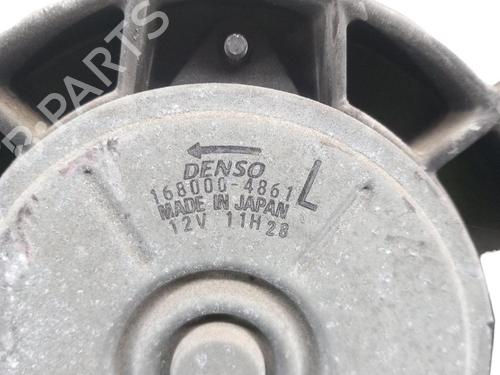 B.PARTS
DENSO
168000-4861 L
MADE IN JAPAN
12V 11H28